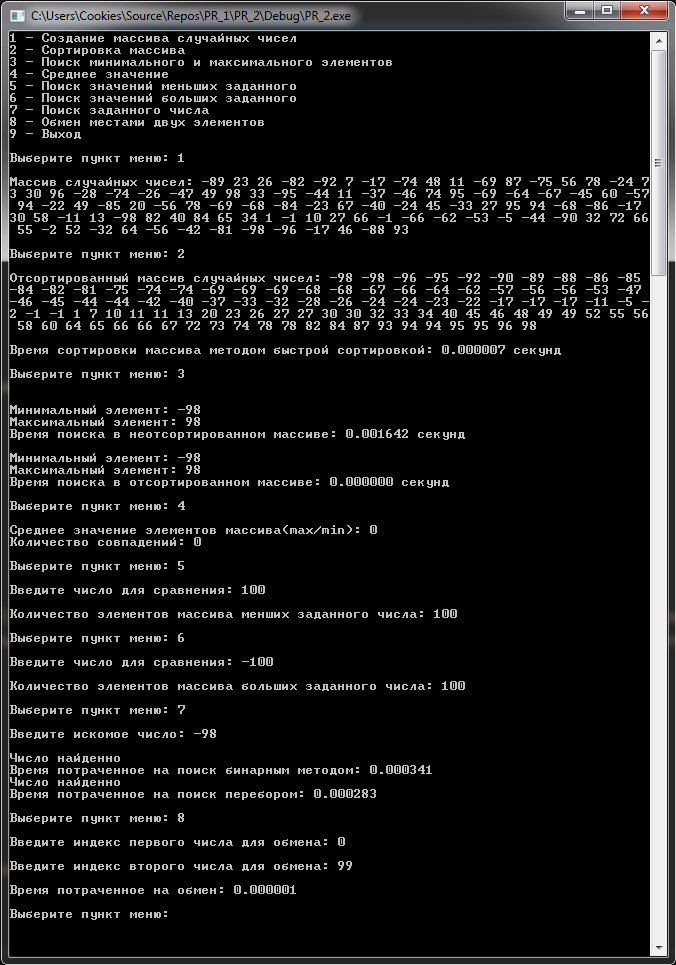 C:\Users\Cookies\Source\Repos\PR_1\PR_2\Debug\PR_2.exe
1 - Создание массива случайных чисел
2 - Сортировка массива
3 - Поиск минимального и максимального элементов
4 - Среднее значение
5 - Поиск значений меньших заданного
6 - Поиск значений больших заданного
7 - Поиск заданного числа
8 - Обмен местами двух элементов
9 - Выход
Выберите пункт меню: 1
Массив случайных чисел: -89 23 26 -82 -92 7 -17 -74 48 11 -69 87 -75 56 78 -24 7
3 30 96 -28 -74 -26 -47 49 98 33 -95 -44 11 -37 -46 74 95 -69 -64 -67 -45 60 -57
 94 -22 49 -85 20 -56 78 -69 -68 -84 -23 67 -40 -24 45 -33 27 95 94 -68 -86 -17
30 58 -11 13 -98 82 40 84 65 34 1 -1 10 27 66 -1 -66 -62 -53 -5 -44 -90 32 72 66
 55 -2 52 -32 64 -56 -42 -81 -98 -96 -17 46 -88 93
Выберите пункт меню: 2
Отсортированный массив случайных чисел: -98 -98 -96 -95 -92 -90 -89 -88 -86 -85
-84 -82 -81 -75 -74 -74 -69 -69 -69 -68 -68 -67 -66 -64 -62 -57 -56 -56 -53 -47
-46 -45 -44 -44 -42 -40 -37 -33 -32 -28 -26 -24 -24 -23 -22 -17 -17 -17 -11 -5 -
2 -1 -1 1 7 10 11 11 13 20 23 26 27 27 30 30 32 33 34 40 45 46 48 49 49 52 55 56
 58 60 64 65 66 66 67 72 73 74 78 78 82 84 87 93 94 94 95 95 96 98
Время сортировки массива методом быстрой сортировкой: 0.000007 секунд
Выберите пункт меню: 3
Минимальный элемент: -98
Максимальный элемент: 98
Время поиска в неотсортированном массиве: 0.001642 секунд
Минимальный элемент: -98
Максимальный элемент: 98
Время поиска в отсортированном массиве: 0.000000 секунд
Выберите пункт меню: 4
Среднее значение элементов массива(max/min): 0
Количество совпадений: 0
Выберите пункт меню: 5
Введите число для сравнения: 100
Количество элементов массива менших заданного числа: 100
Выберите пункт меню: 6
Введите число для сравнения: -100
Количество элементов массива больших заданного числа: 100
Выберите пункт меню: 7
Введите искомое число: -98
Число найденно
Время потраченное на поиск бинарным методом: 0.000341
Число найденно
Время потраченное на поиск перебором: 0.000283
Выберите пункт меню: 8
Введите индекс первого числа для обмена: 0
Введите индекс второго числа для обмена: 99
Время потраченное на обмен: 0.000001
Выберите пункт меню: